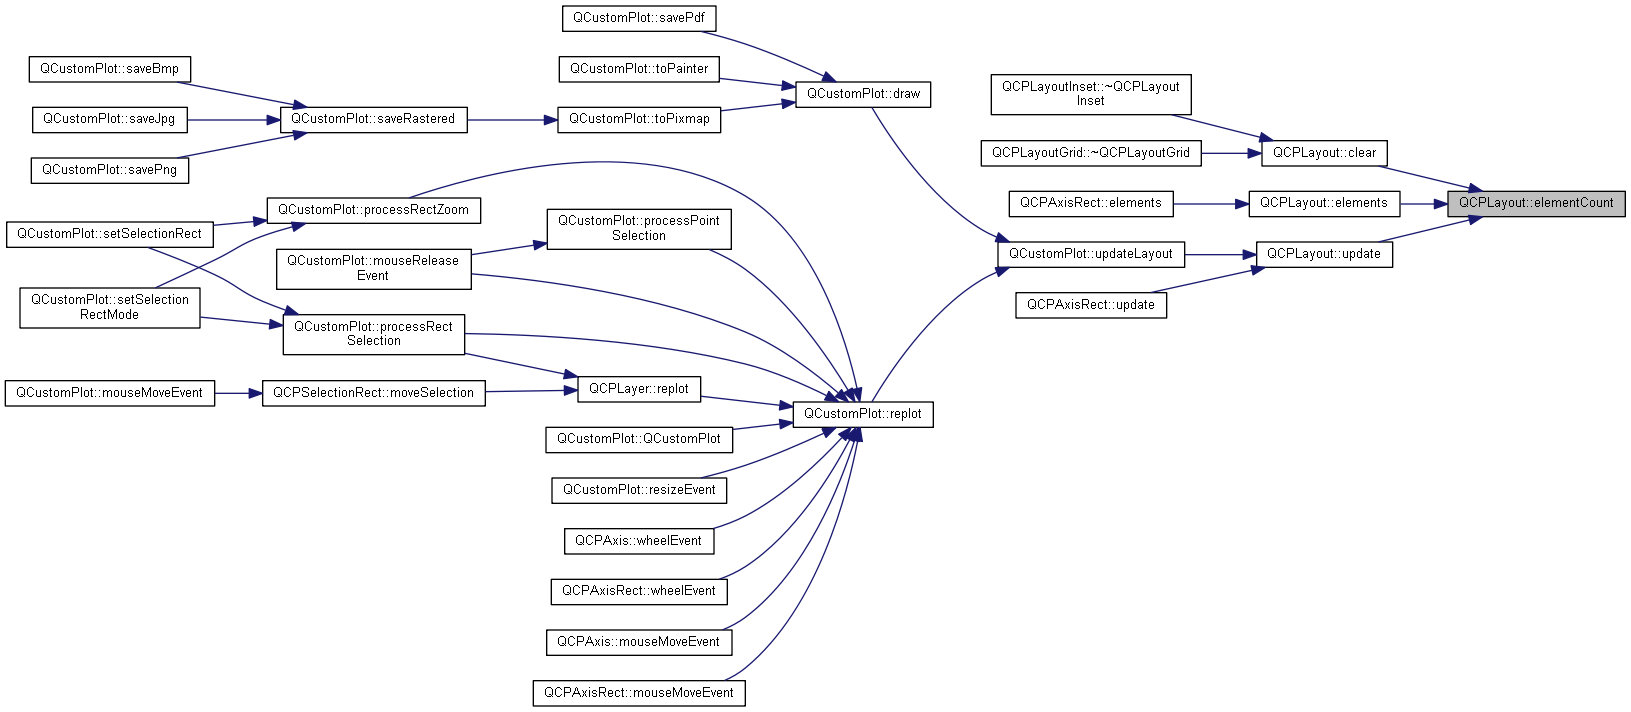 QCustomPlot::savePdf
QCustomPlot::saveBmp
QCustomPlot::toPainter
QCustomPlot::draw
QCPLayoutInset::~QCPLayout
Inset
QCustomPlot::saveJpg
QCustomPlot::saveRastered
QCustomPlot::toPixmap
QCPLayoutGrid::~QCPLayoutGrid
QCPLayout::clear
QCustomPlot::savePng
QCPAxisRect::elements
QCPLayout::elements
QCPLayout::elementCount
QCustomPlot::processRectZoom
QCustomPlot::setSelectionRect
QCustomPlot::processPoint
Selection
QCustomPlot::mouseRelease
Event
QCustomPlot::updateLayout
QCPLayout::update
QCustomPlot::setSelection
RectMode
QCPAxisRect::update
QCustomPlot::processRect
Selection
QCustomPlot::mouseMoveEvent
QCPSelectionRect::moveSelection
QCPLayer::replot
QCustomPlot::replot
QCustomPlot::QCustomPlot
QCustomPlot::resizeEvent
QCPAxis::wheelEvent
QCPAxisRect::wheelEvent
QCPAxis::mouseMoveEvent
QCPAxisRect::mouseMoveEvent